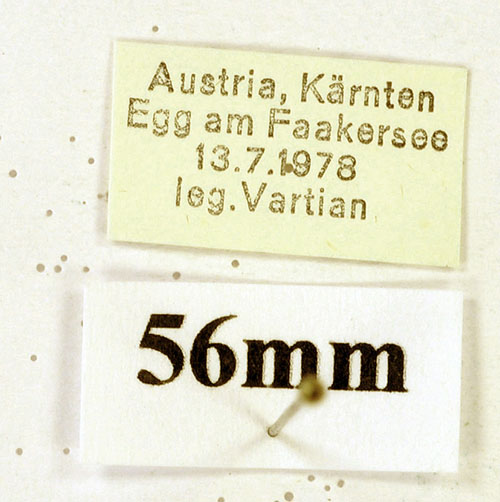 Austria, Kärnten
Egg am Faakersee
13.7.1978
leg.Vartian
56mm